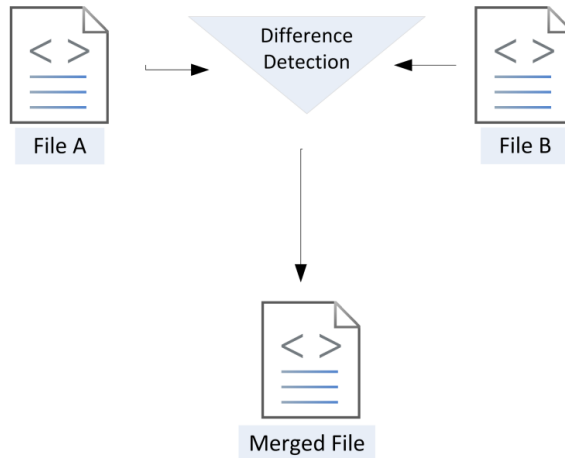 Difference
Detection
< >
< >
File A
File B
< >
Merged File